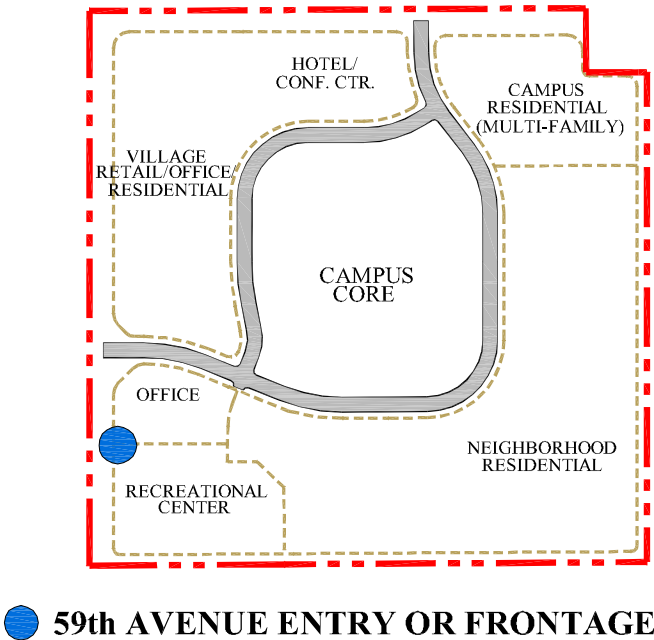 HOTEL/
CONF. CTR.
CAMPUS
RESIDENTIAL
(MULTI-FAMILY)
VILLAGE
RETAIL/OFFICE/
RESIDENTIAL
CAMPUS
CORE
OFFICE
NEIGHBORHOOD
RESIDENTIAL
RECREATIONAL
CENTER
59th AVENUE ENTRY OR FRONTAGE